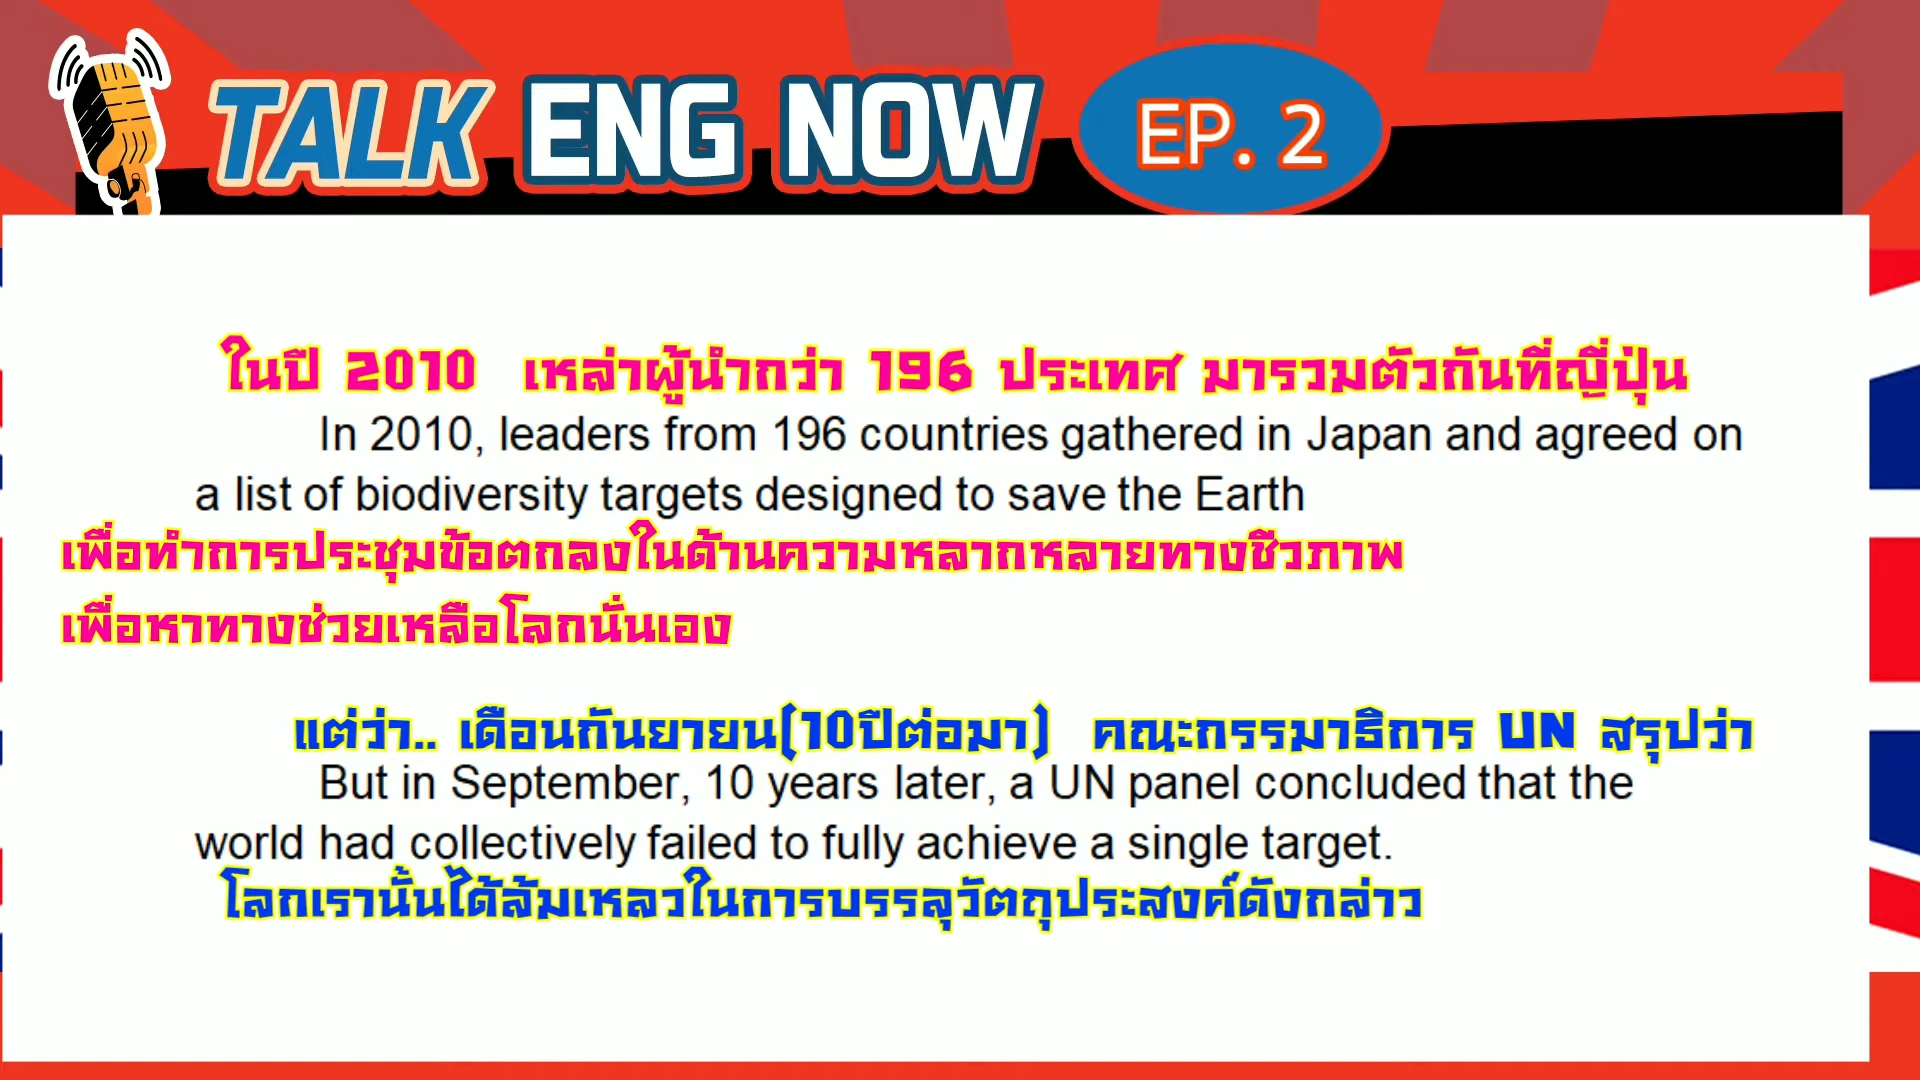 TALK ENG NOW EP. 2
ในปี 2010 เหล่าผู้นำกว่า 196 ประเทศ มารวมตัวกันที่ญี่ปุ่น
In 2010, leaders from 196 countries gathered in Japan and agreed on
a list of biodiversity targets designed to save the Earth
เพื่อทำการประชุมข้อตกลงในด้านความหลากหลายทางชีวภาพ
เพื่อหาทางช่วยเหลือโลกนั่นเอง
แต่ว่า.. เดือนกันยายน(10ปีต่อมา) คณะกรรมาธิการ UN สรุปว่า
But in September, 10 years later, a UN panel concluded that the
world had collectively failed to fully achieve a single target.
โลกเรานั้นได้ล้มเหลวในการบรรลุวัตถุประสงค์ดังกล่าว